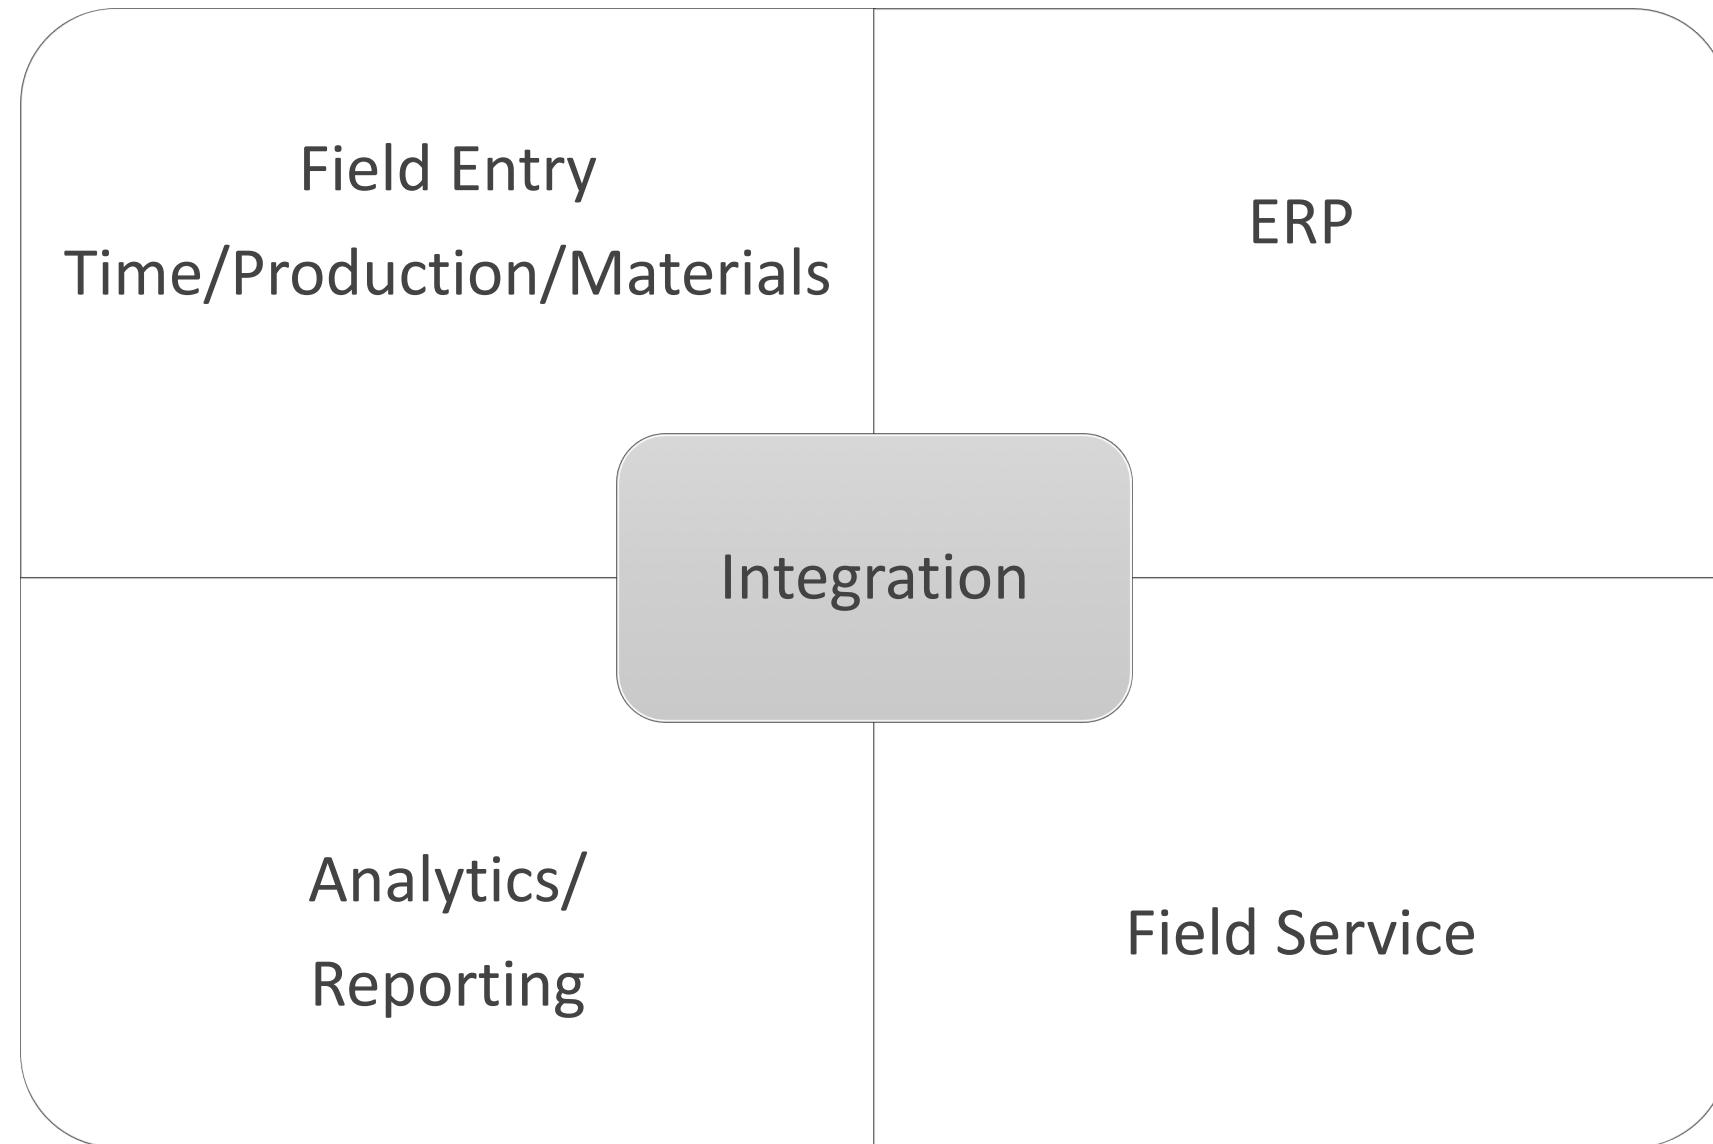 Field Entry
Time/Production/Materials
ERP
Integration
Analytics/
Reporting
Field Service